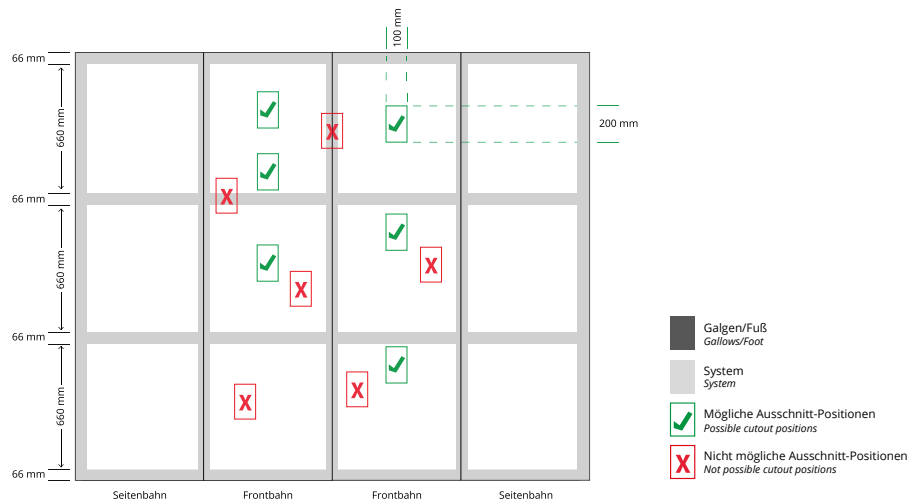 100 mm
66 mm
660 mm
200 mm
66 mm
660 mm
66 mm
660 mm
66 mm
Seitenbahn
Frontbahn
Frontbahn
Seitenbahn
Galgen/Fuß
Gallows/Foot
System
System
Mögliche Ausschnitt-Positionen
Possible cutout positions
Nicht mögliche Ausschnitt-Positionen
Not possible cutout positions